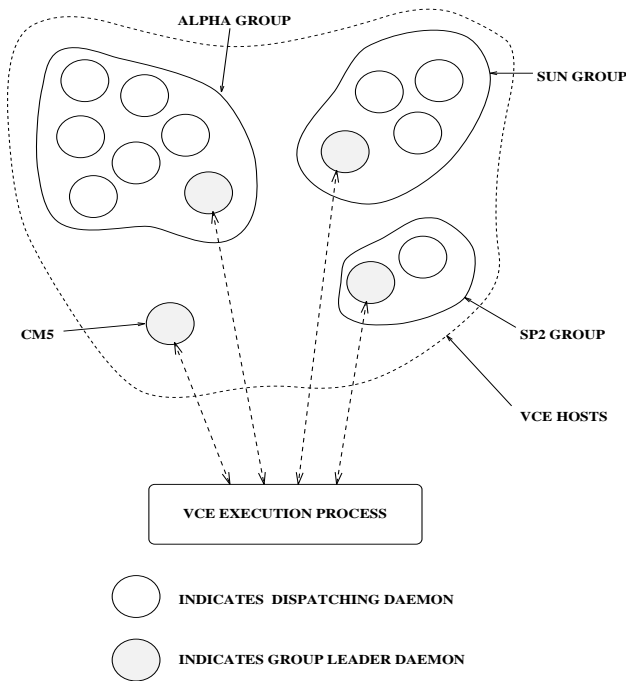 ALPHA GROUP
SUN GROUP
CM5
SP2 GROUP
VCE HOSTS
VCE EXECUTION PROCESS
INDICATES DISPATCHING DAEMON
INDICATES GROUP LEADER DAEMON